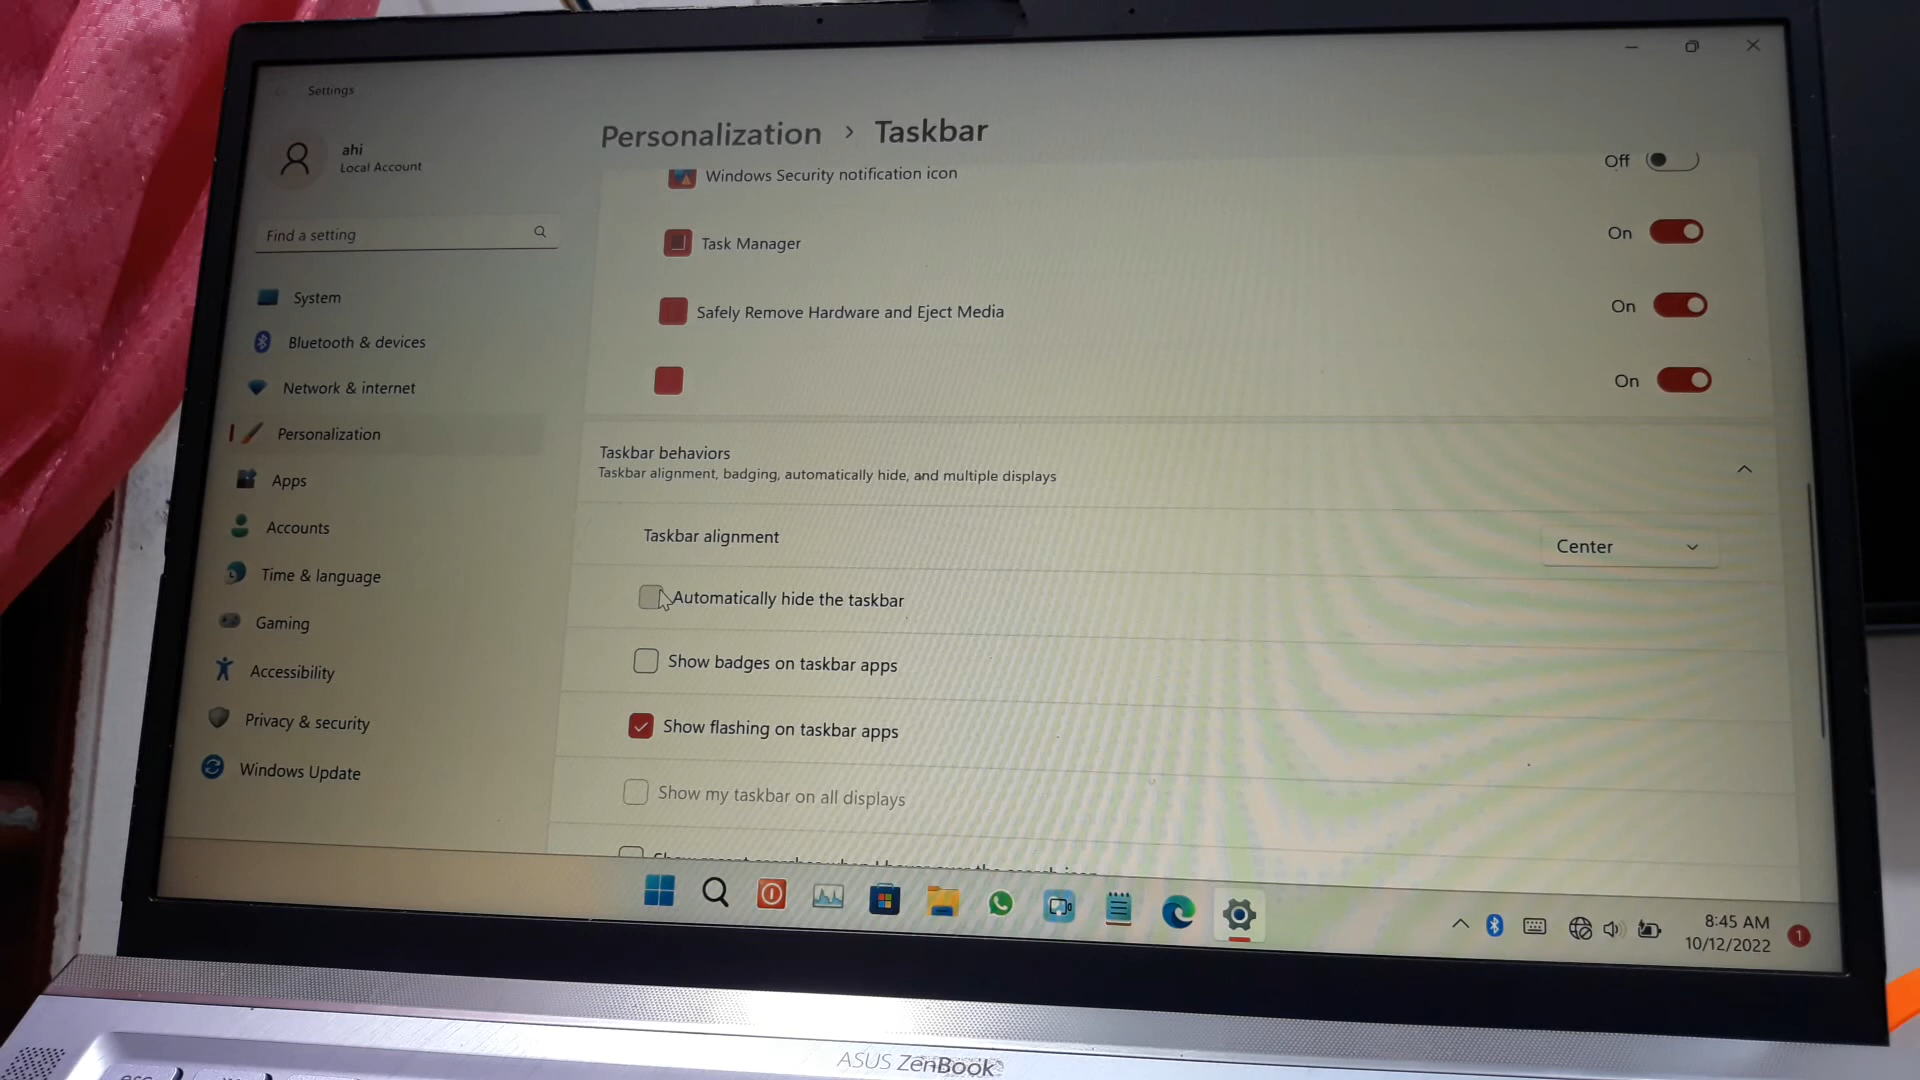 Settings
ahi
Local Account
Find a setting
System
Bluetooth & devices
Network & internet
Personalization
Apps
Accounts
Time & language
Gaming
Accessibility
Privacy & security
Windows Update
Personalization › Taskbar
Windows Security notification icon
Off
Task Manager
On
Safely Remove Hardware and Eject Media
On
On
Taskbar behaviors
Taskbar alignment, badging, automatically hide, and multiple displays
Taskbar alignment
Center
Automatically hide the taskbar
Show badges on taskbar apps
Show flashing on taskbar apps
Show my taskbar on all displays
8:45 AM
10/12/2022
1
ASUS ZenBook
esc